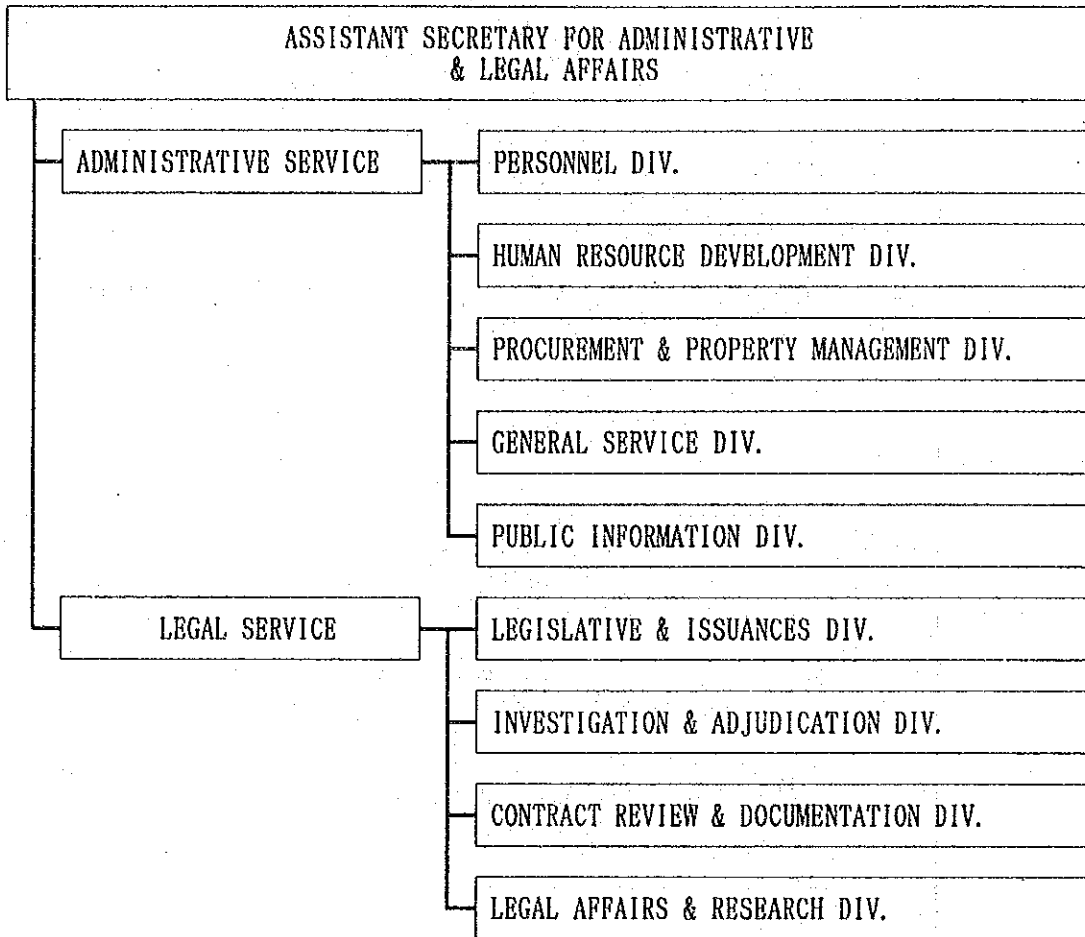 ASSISTANT SECRETARY FOR ADMINISTRATIVE
& LEGAL AFFAIRS
ADMINISTRATIVE SERVICE
PERSONNEL DIV.
HUMAN RESOURCE DEVELOPMENT DIV.
PROCUREMENT & PROPERTY MANAGEMENT DIV.
GENERAL SERVICE DIV.
PUBLIC INFORMATION DIV.
LEGAL SERVICE
LEGISLATIVE & ISSUANCES DIV.
INVESTIGATION & ADJUDICATION DIV.
CONTRACT REVIEW & DOCUMENTATION DIV.
LEGAL AFFAIRS & RESEARCH DIV.